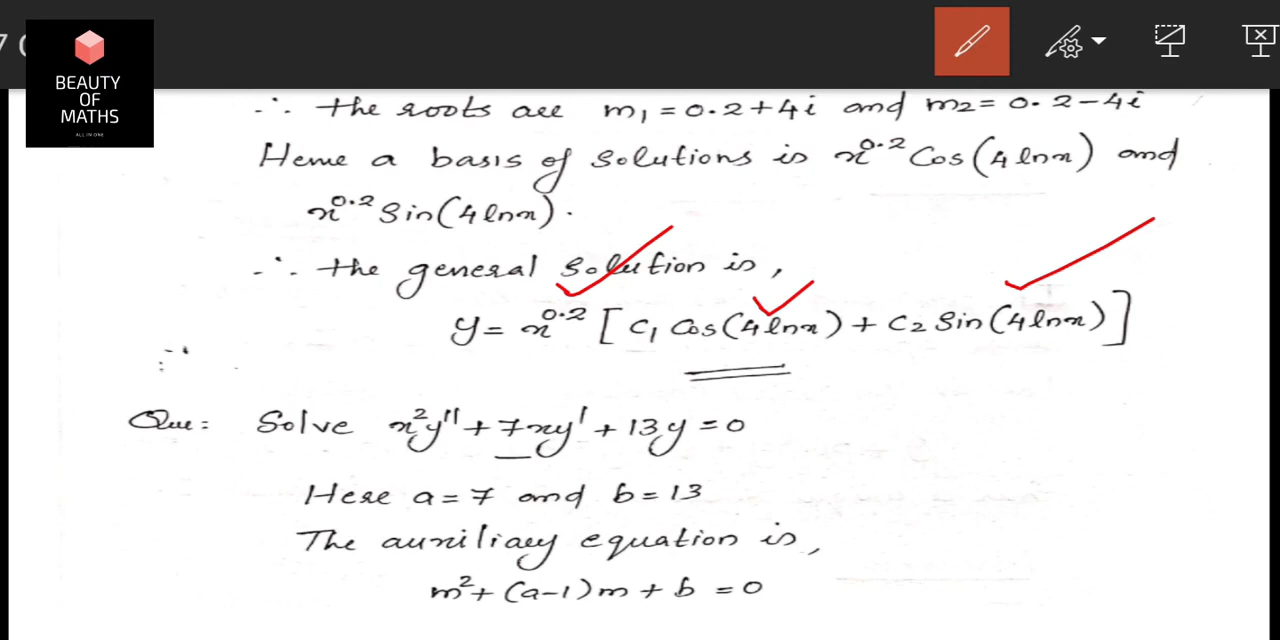 BEAUTY
OF
MATHS
ALL IN ONE
∴ the roots are m₁ = 0.2 + 4i and m₂ = 0.2 - 4i
Hence a basis of solutions is x^0.2 Cos(4 ln x) and
x^0.2 Sin(4 ln x).
∴ the general solution is,
y = x^0.2 [ C₁ Cos(4 ln x) + C₂ Sin(4 ln x) ]
Que: Solve x²y'' + 7xy' + 13y = 0
Here a = 7 and b = 13
The auxiliary equation is,
m² + (a-1)m + b = 0